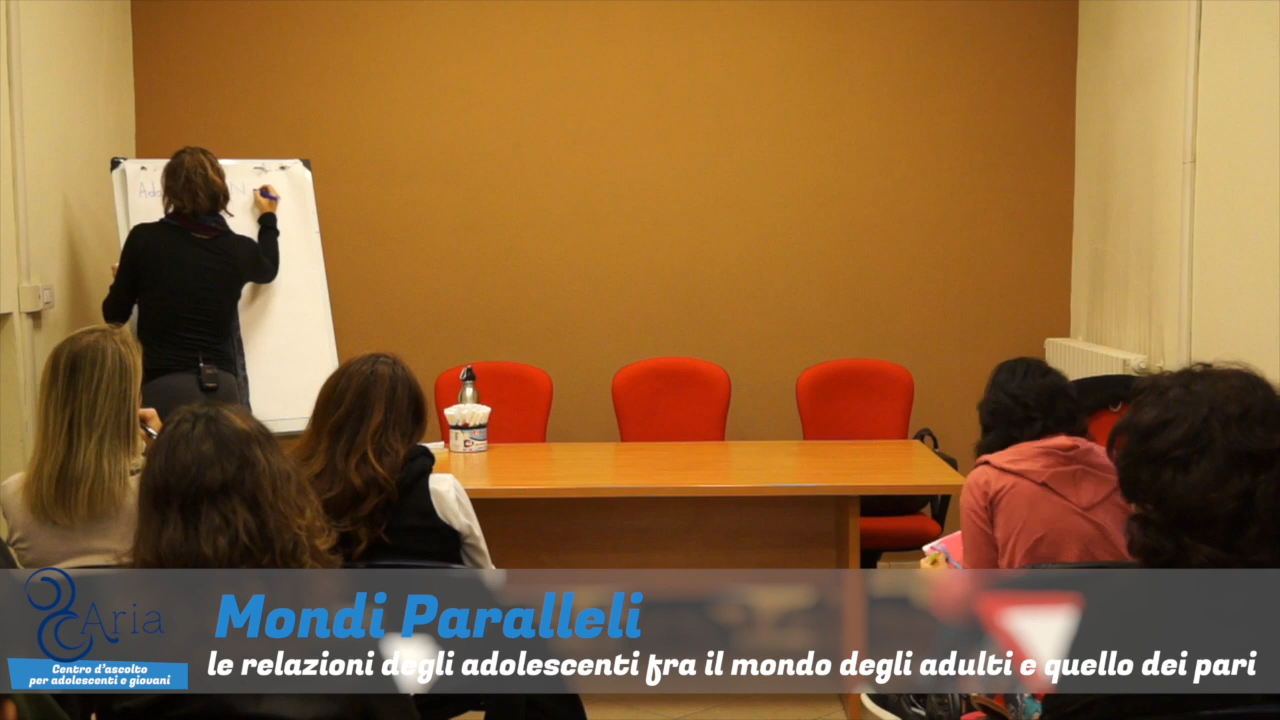 Aria
Centro d'ascolto
per adolescenti e giovani
Mondi Paralleli
le relazioni degli adolescenti fra il mondo degli adulti e quello dei pari